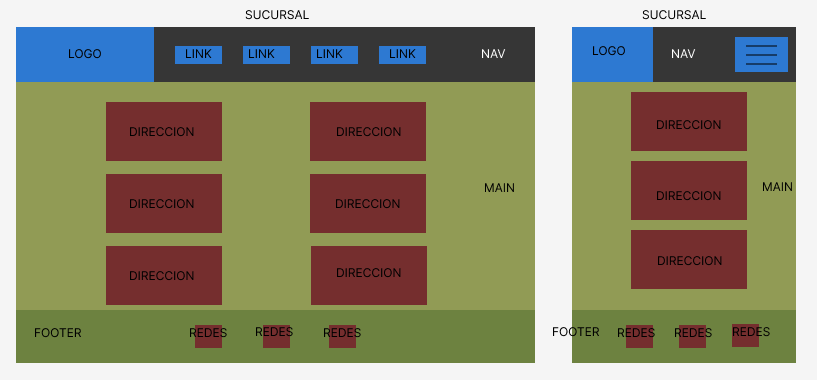 SUCURSAL
LOGO
LINK LINK LINK LINK
NAV
DIRECCION DIRECCION
DIRECCION DIRECCION
MAIN
DIRECCION DIRECCION
FOOTER
REDES REDES REDES
SUCURSAL
LOGO
NAV
DIRECCION
DIRECCION
MAIN
DIRECCION
FOOTER
REDES REDES REDES